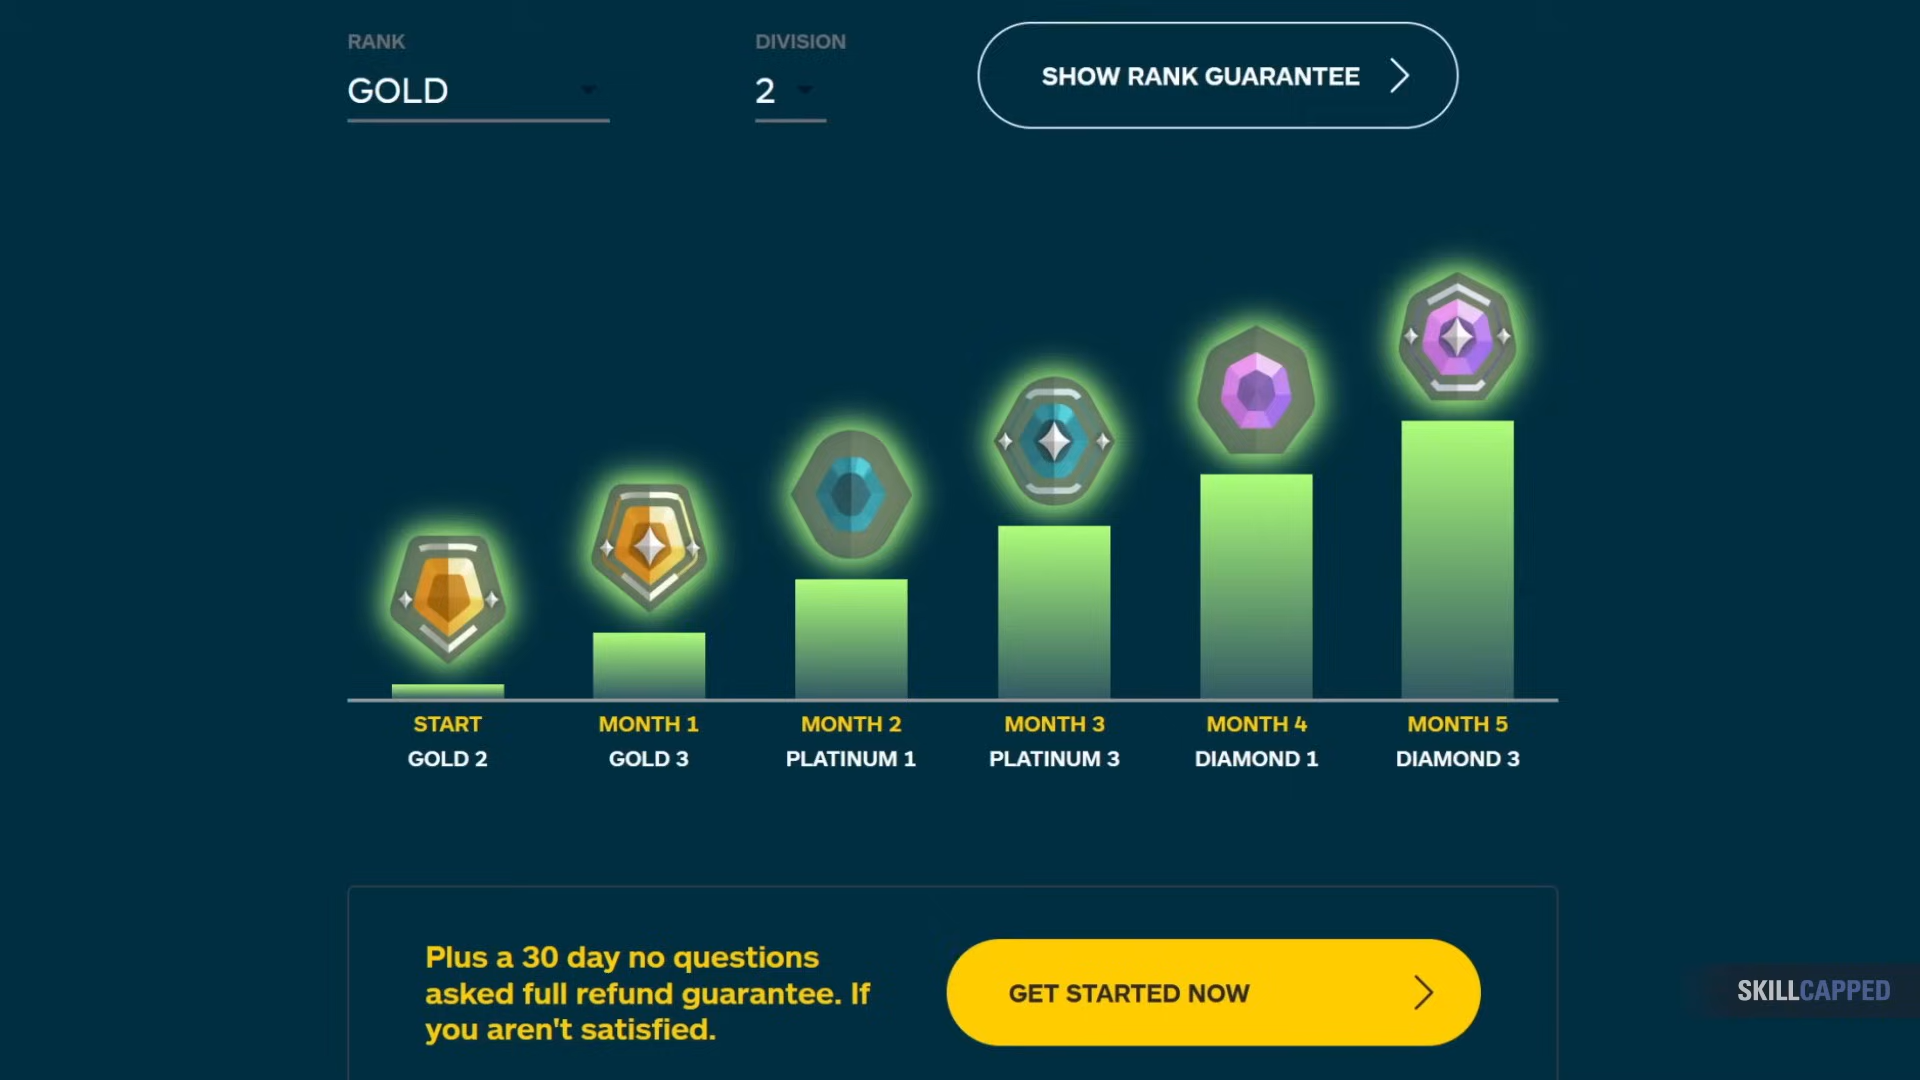 RANK
DIVISION
GOLD
2
SHOW RANK GUARANTEE
START
MONTH 1
MONTH 2
MONTH 3
MONTH 4
MONTH 5
GOLD 2
GOLD 3
PLATINUM 1
PLATINUM 3
DIAMOND 1
DIAMOND 3
Plus a 30 day no questions
asked full refund guarantee. If
you aren't satisfied.
GET STARTED NOW
SKILLCAPPED